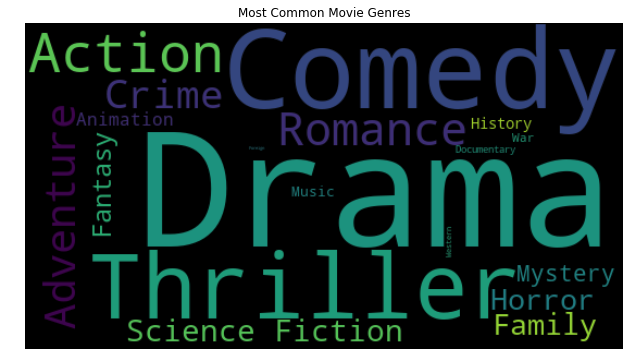 Most Common Movie Genres
Action
Comedy
Crime
Animation
Romance
History
War
Documentary
Adventure
Fantasy
Foreign
Drama
Music
Western
Thriller
Mystery
Horror
Science Fiction
Family